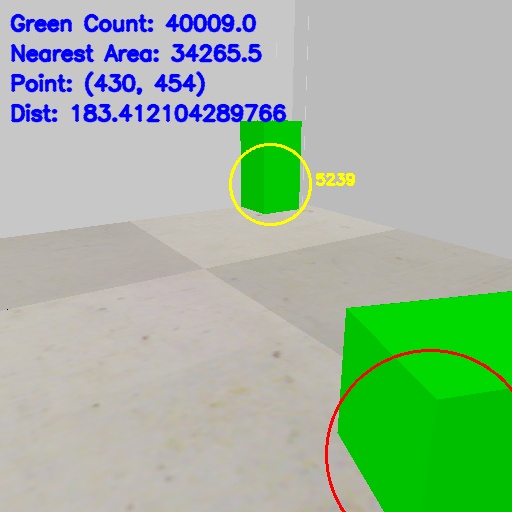 Green Count: 40009.0
Nearest Area: 34265.5
Point: (430, 454)
Dist: 183.412104289766
5239